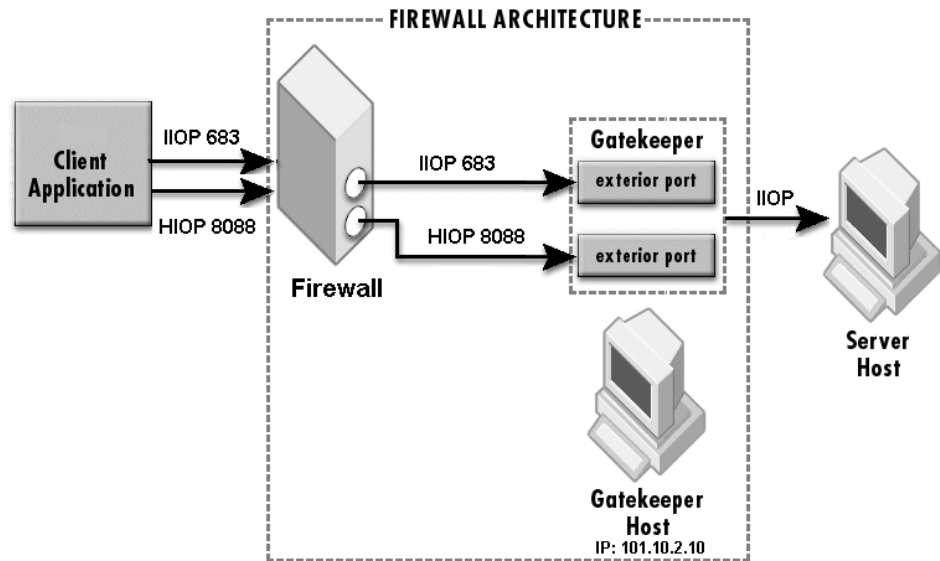 FIREWALL ARCHITECTURE
Client
Application
IIOP 683
HIOP 8088
Firewall
IIOP 683
HIOP 8088
Gatekeeper
exterior port
exterior port
IIOP
Server
Host
Gatekeeper
Host
IP: 101.10.2.10